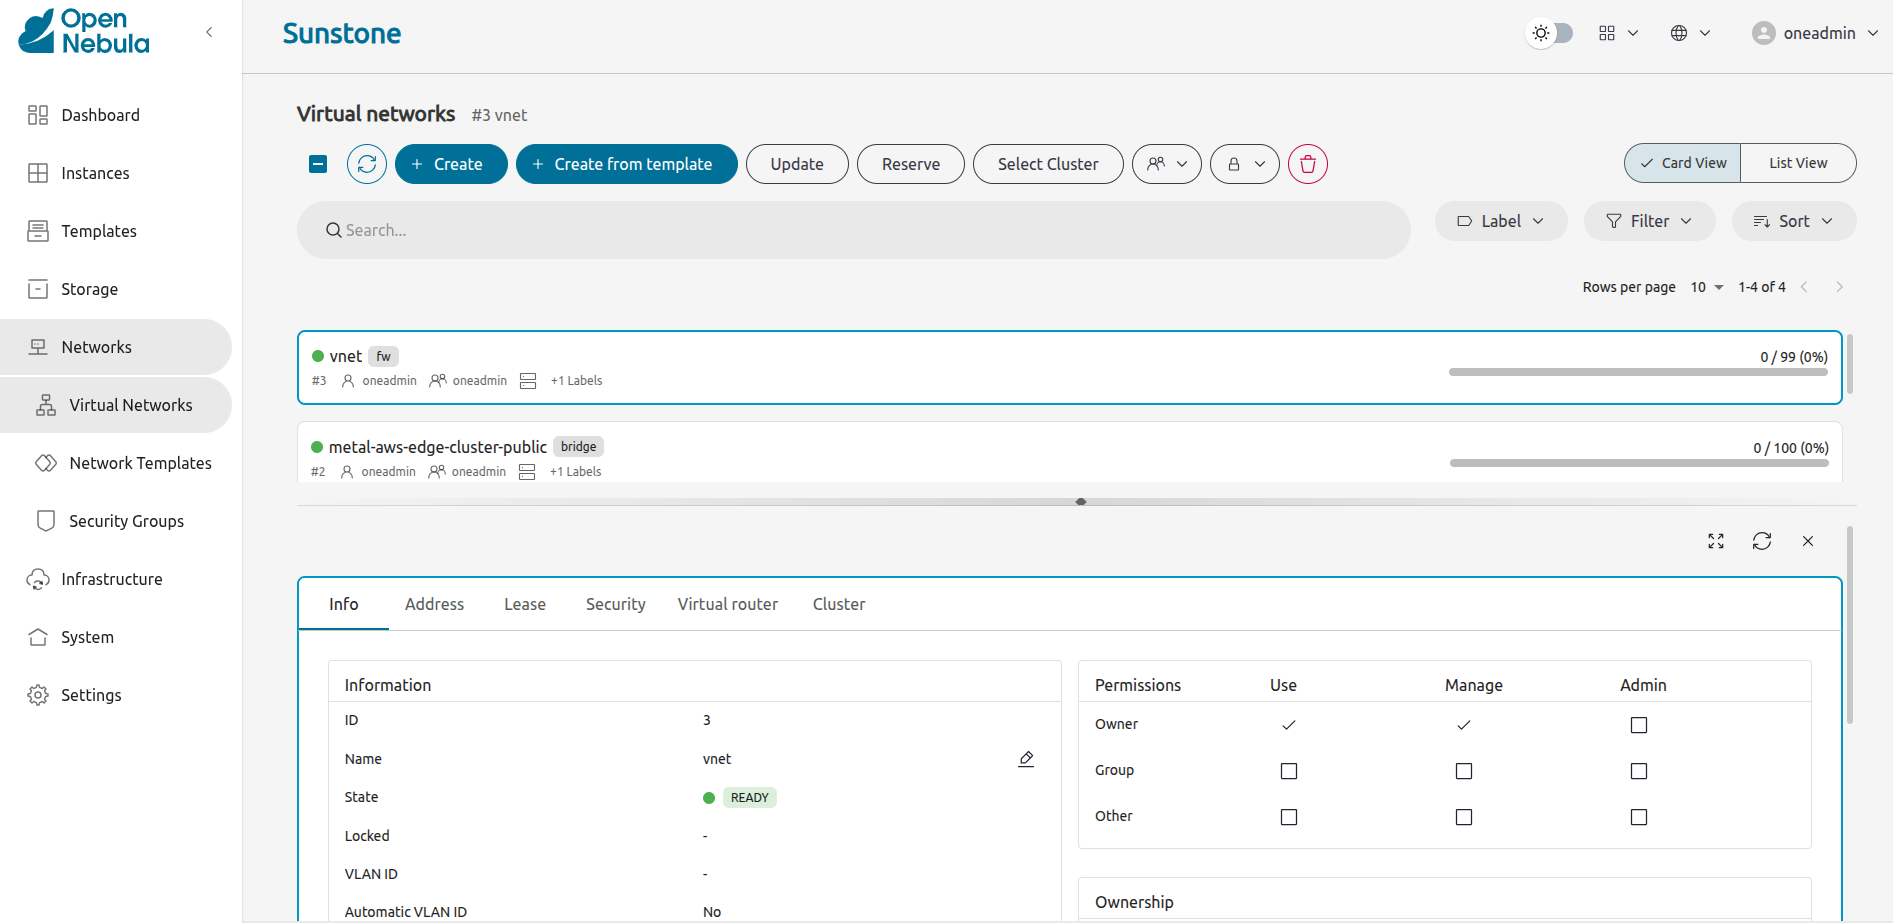 Open
Nebula
Sunstone
oneadmin
Dashboard
Instances
Templates
Storage
Networks
Virtual Networks
Network Templates
Security Groups
Infrastructure
System
Settings
Virtual networks #3 vnet
+ Create + Create from template Update Reserve Select Cluster Card View List View
Search... Label Filter Sort
Rows per page 10 1-4 of 4
vnet fw 0 / 99 (0%)
#3 oneadmin oneadmin +1 Labels
metal-aws-edge-cluster-public bridge 0 / 100 (0%)
#2 oneadmin oneadmin +1 Labels
Info Address Lease Security Virtual router Cluster
Information
ID 3
Name vnet
State READY
Locked -
VLAN ID -
Automatic VLAN ID No
Permissions Use Manage Admin
Owner
Group
Other
Ownership